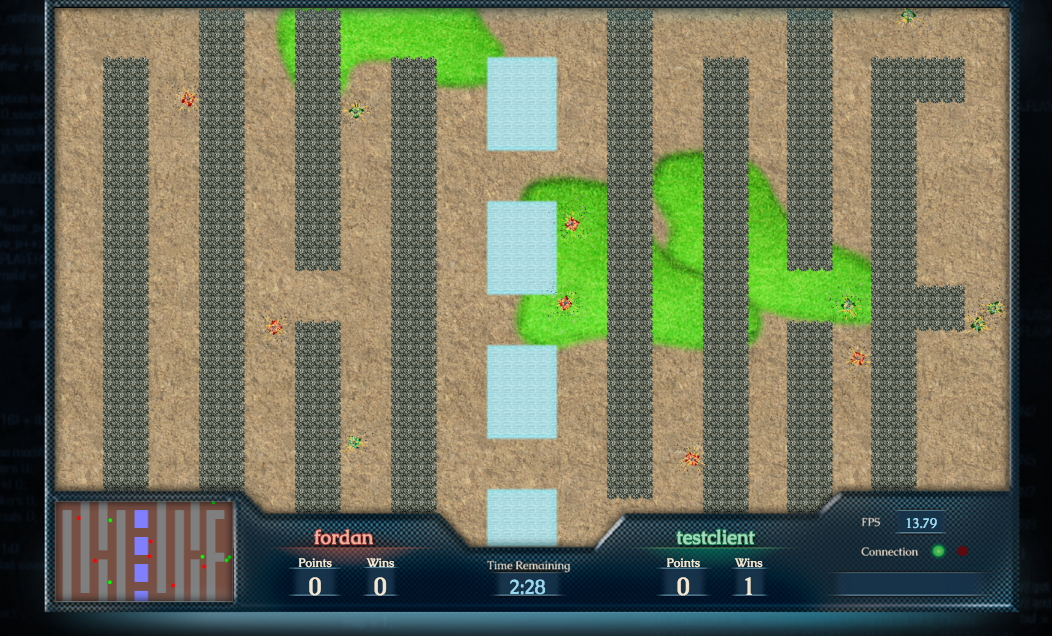 fordan
Points Wins
0 0
Time Remaining
2:28
testclient
Points Wins
0 1
FPS 13.79
Connection